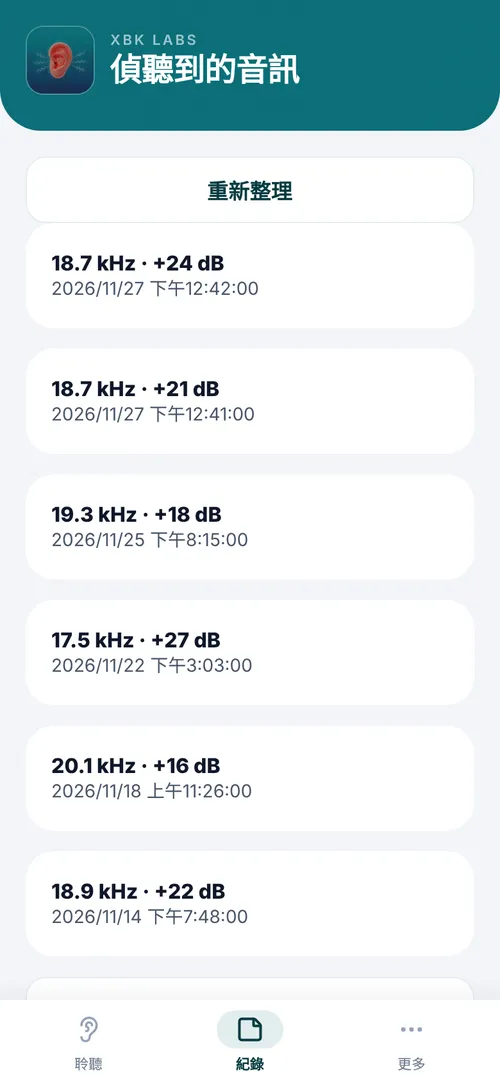 XBK LABS
偵聽到的音訊
重新整理
18.7 kHz · +24 dB
2026/11/27 下午12:42:00
18.7 kHz · +21 dB
2026/11/27 下午12:41:00
19.3 kHz · +18 dB
2026/11/25 下午8:15:00
17.5 kHz · +27 dB
2026/11/22 下午3:03:00
20.1 kHz · +16 dB
2026/11/18 上午11:26:00
18.9 kHz · +22 dB
2026/11/14 下午7:48:00
聆聽
紀錄
更多